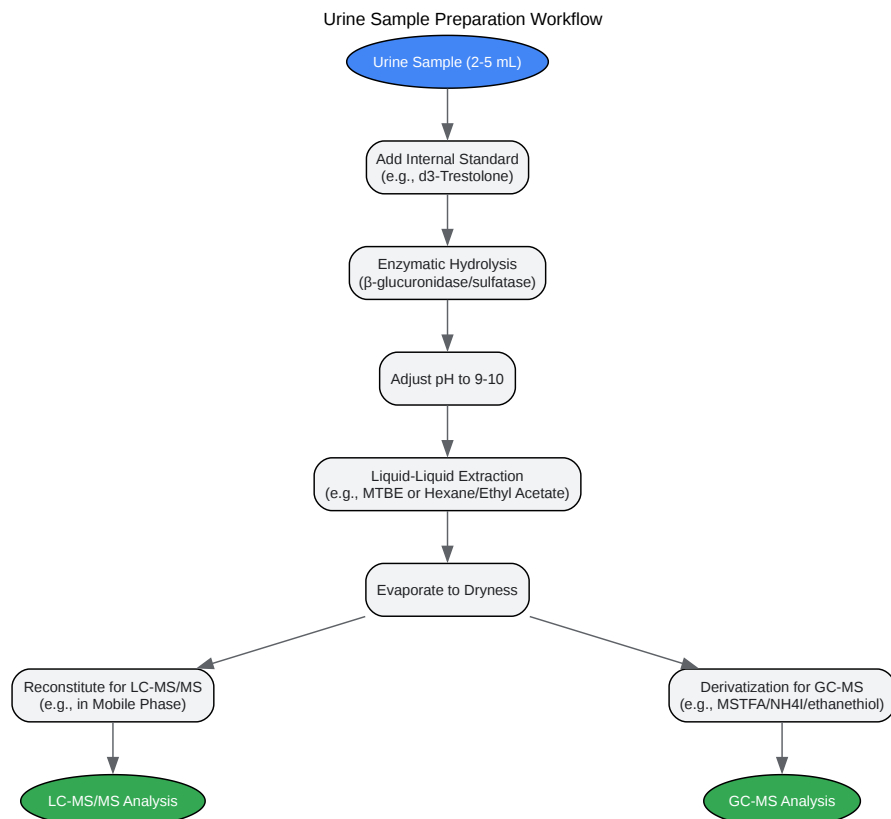 Urine Sample Preparation Workflow
Urine Sample (2-5 mL)
Add Internal Standard
(e.g., d3-Trestolone)
Enzymatic Hydrolysis
(β-glucuronidase/sulfatase)
Adjust pH to 9-10
Liquid-Liquid Extraction
(e.g., MTBE or Hexane/Ethyl Acetate)
Evaporate to Dryness
Reconstitute for LC-MS/MS
(e.g., in Mobile Phase)
Derivatization for GC-MS
(e.g., MSTFA/NH4I/ethanethiol)
LC-MS/MS Analysis
GC-MS Analysis